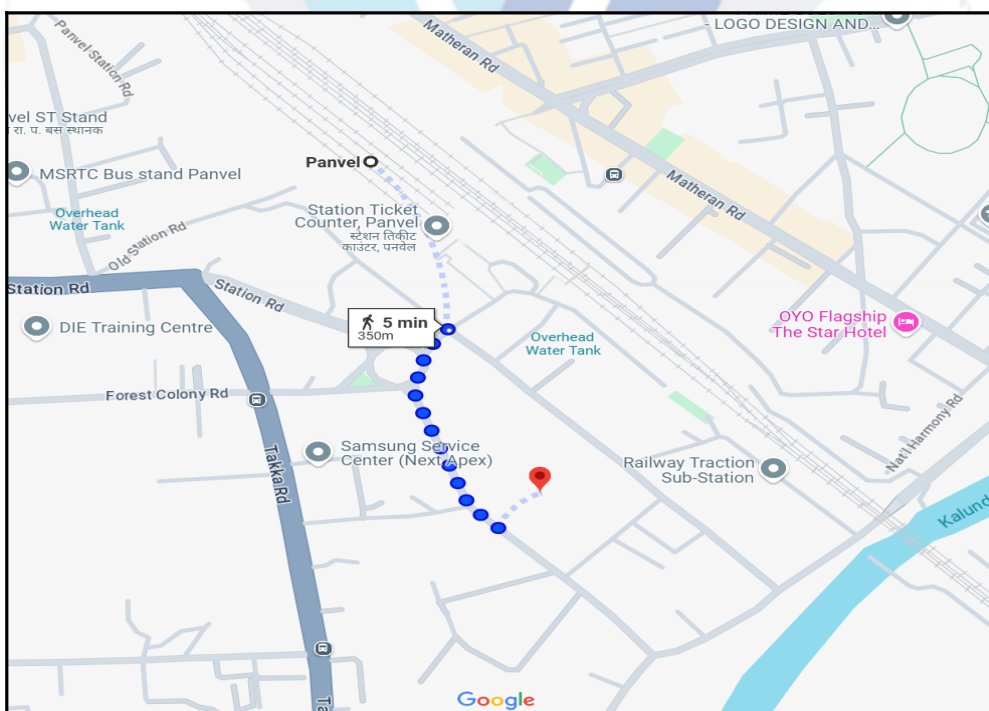 - LOGO DESIGN AND...
Matheran Rd
Panvel Station Rd
vel ST Stand
रा. प. बस स्थानक
MSRTC Bus stand Panvel
Panvel
Matheran Rd
Station Ticket
Counter, Panvel
स्टेशन तिकीट
काउंटर, पनवेल
Overhead
Water Tank
Old Station Rd
Station Rd
Station Rd
5 min
350m
DIE Training Centre
OYO Flagship
The Star Hotel
Overhead
Water Tank
Forest Colony Rd
Nat'l Harmony Rd
Takka Rd
Samsung Service
Center (Next Apex)
Railway Traction
Sub-Station
Kalund
Ta
Google